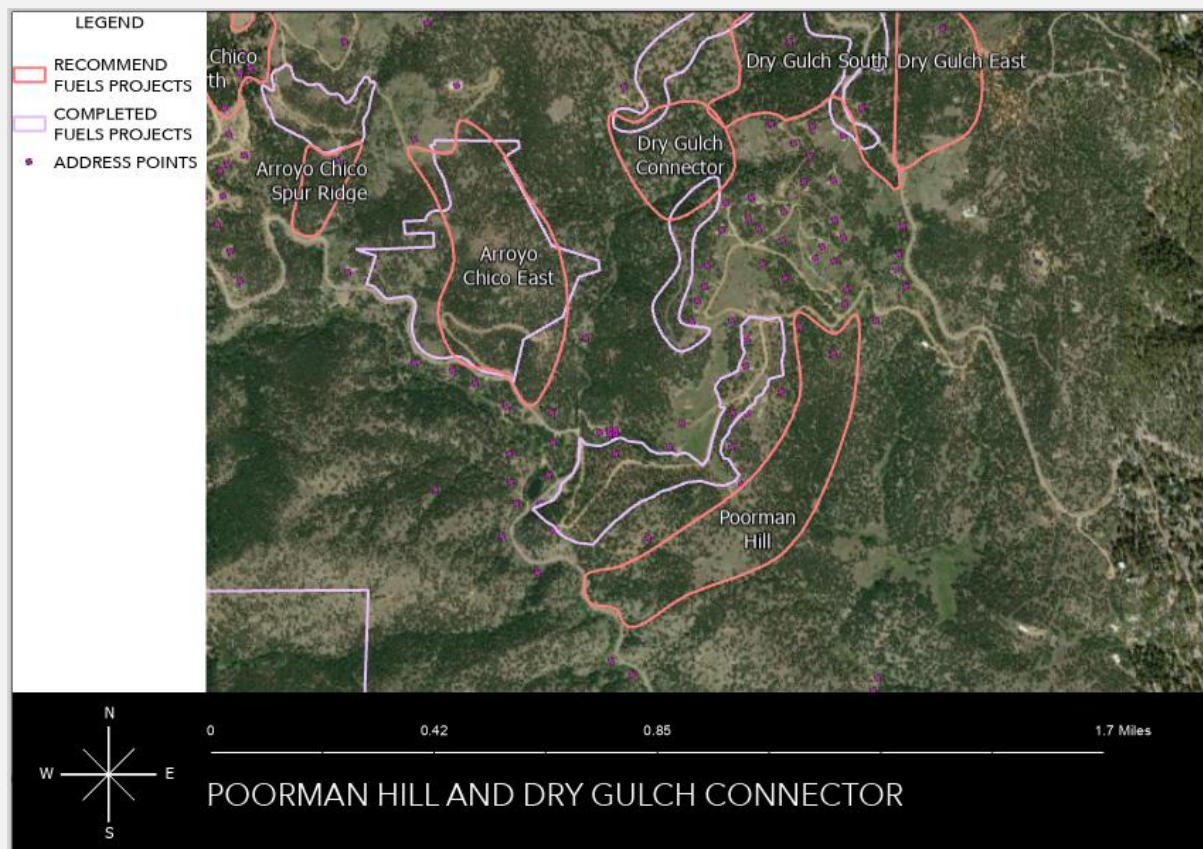 LEGEND
RECOMMEND
FUELS PROJECTS
COMPLETED
FUELS PROJECTS
ADDRESS POINTS
Chico
th
Arroyo Chico
Spur Ridge
Arroyo
Chico East
Dry Gulch
Connector
Dry Gulch South
Dry Gulch East
Poorman
Hill
N
W
E
S
0
0.42
0.85
1.7 Miles
POORMAN HILL AND DRY GULCH CONNECTOR